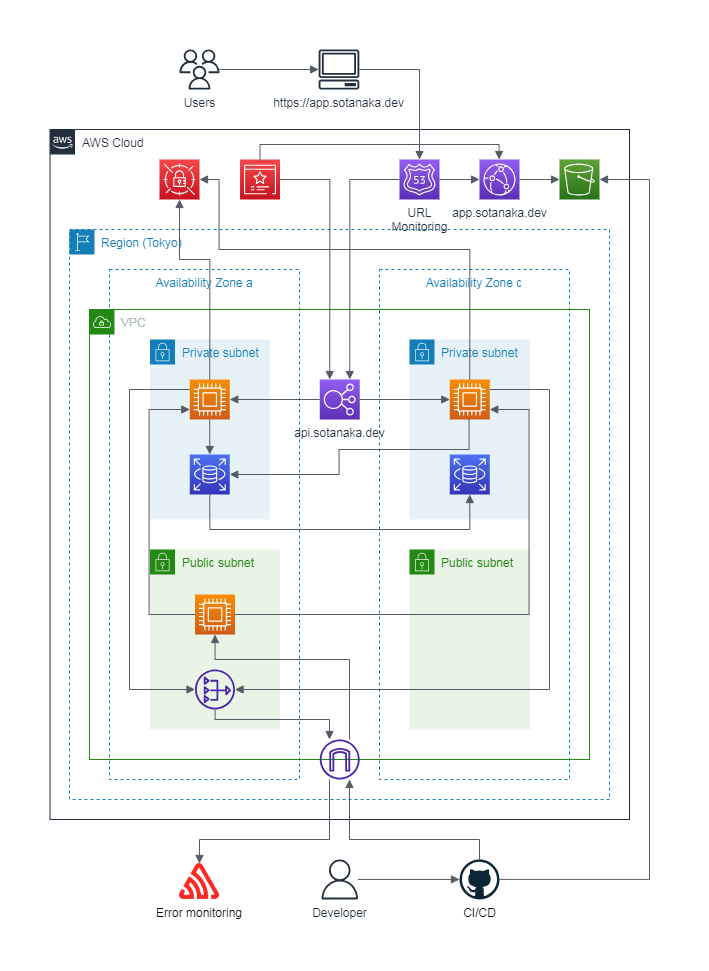 Users
https://app.sotanaka.dev
aws
AWS Cloud
53
URL
Monitoring
app.sotanaka.dev
Region (Tokyo)
Availability Zone a
Availability Zone c
VPC
Private subnet
Private subnet
api.sotanaka.dev
Public subnet
Public subnet
Error monitoring
Developer
CI/CD